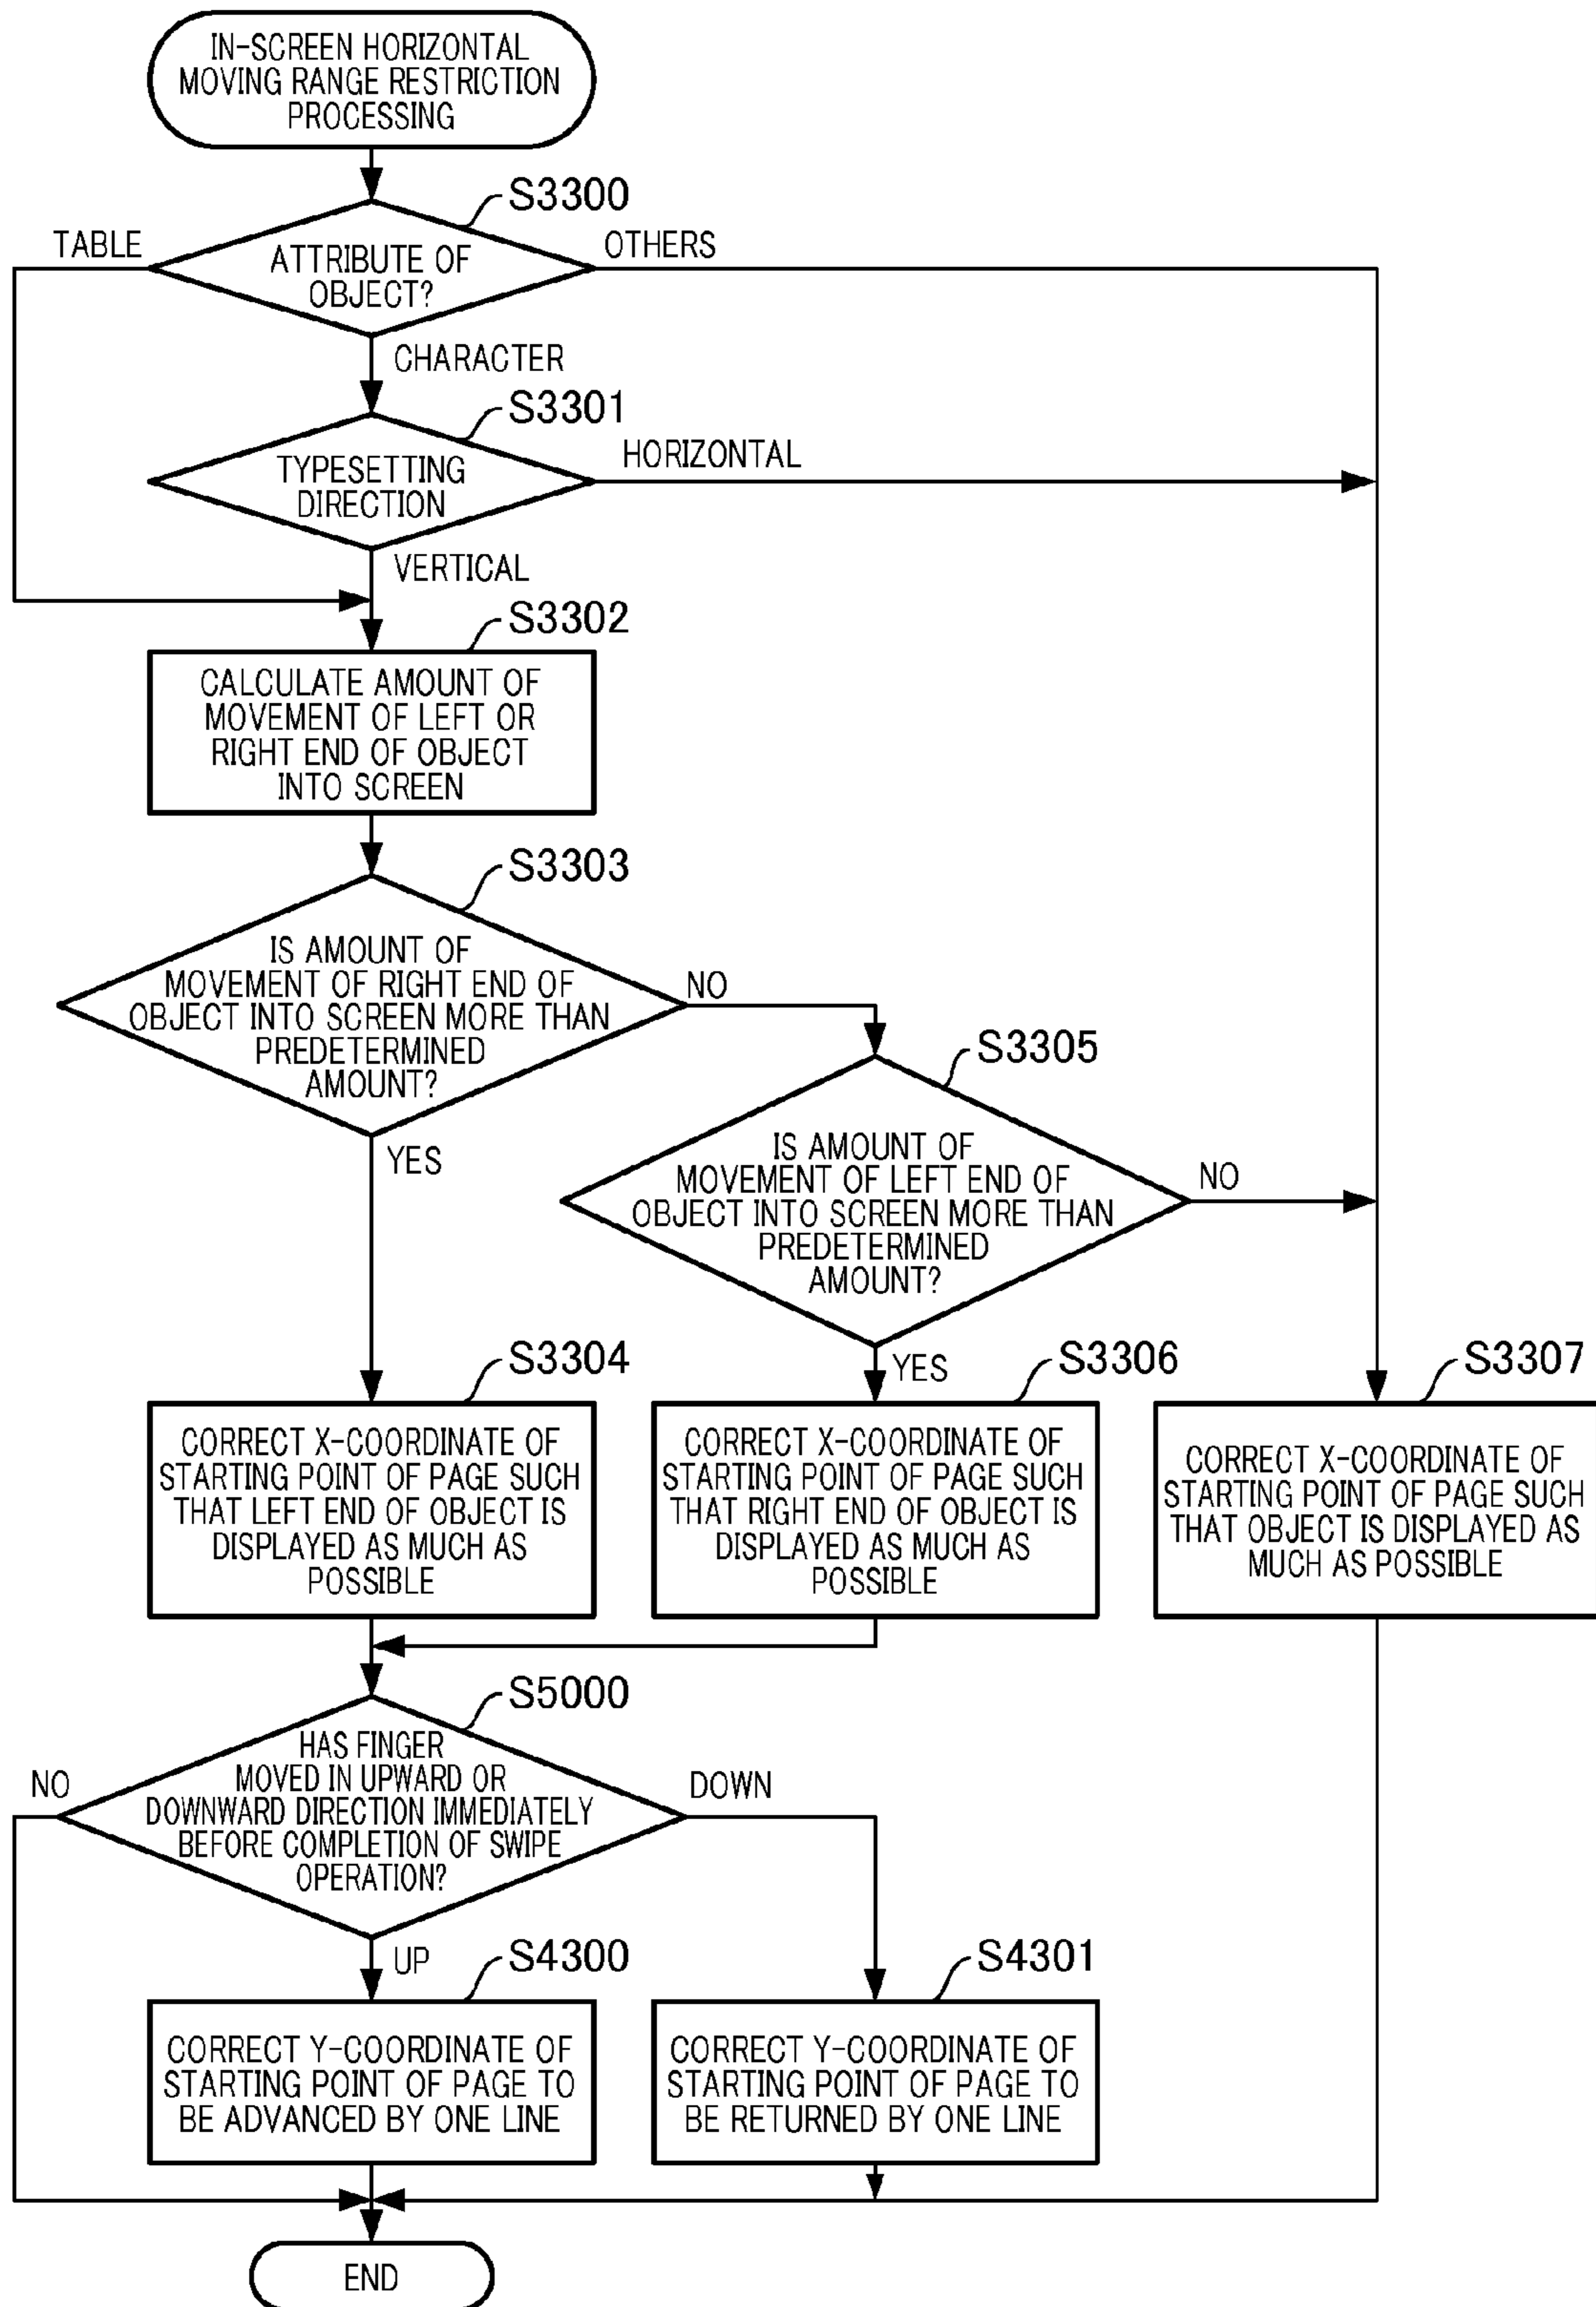 IN-SCREEN HORIZONTAL
MOVING RANGE RESTRICTION
PROCESSING
S3300
TABLE
OTHERS
ATTRIBUTE OF
OBJECT?
CHARACTER
S3301
HORIZONTAL
TYPESETTING
DIRECTION
VERTICAL
S3302
CALCULATE AMOUNT OF
MOVEMENT OF LEFT OR
RIGHT END OF OBJECT
INTO SCREEN
S3303
IS AMOUNT OF
MOVEMENT OF RIGHT END OF
OBJECT INTO SCREEN MORE THAN
PREDETERMINED
AMOUNT?
NO
YES
S3305
IS AMOUNT OF
MOVEMENT OF LEFT END OF
OBJECT INTO SCREEN MORE THAN
PREDETERMINED
AMOUNT?
NO
YES
S3304
CORRECT X-COORDINATE OF
STARTING POINT OF PAGE SUCH
THAT LEFT END OF OBJECT IS
DISPLAYED AS MUCH AS
POSSIBLE
S3306
CORRECT X-COORDINATE OF
STARTING POINT OF PAGE SUCH
THAT RIGHT END OF OBJECT IS
DISPLAYED AS MUCH AS
POSSIBLE
S3307
CORRECT X-COORDINATE OF
STARTING POINT OF PAGE SUCH
THAT OBJECT IS DISPLAYED AS
MUCH AS POSSIBLE
S5000
HAS FINGER
MOVED IN UPWARD OR
DOWNWARD DIRECTION IMMEDIATELY
BEFORE COMPLETION OF SWIPE
OPERATION?
NO
DOWN
UP
S4300
CORRECT Y-COORDINATE OF
STARTING POINT OF PAGE TO
BE ADVANCED BY ONE LINE
S4301
CORRECT Y-COORDINATE OF
STARTING POINT OF PAGE TO
BE RETURNED BY ONE LINE
END